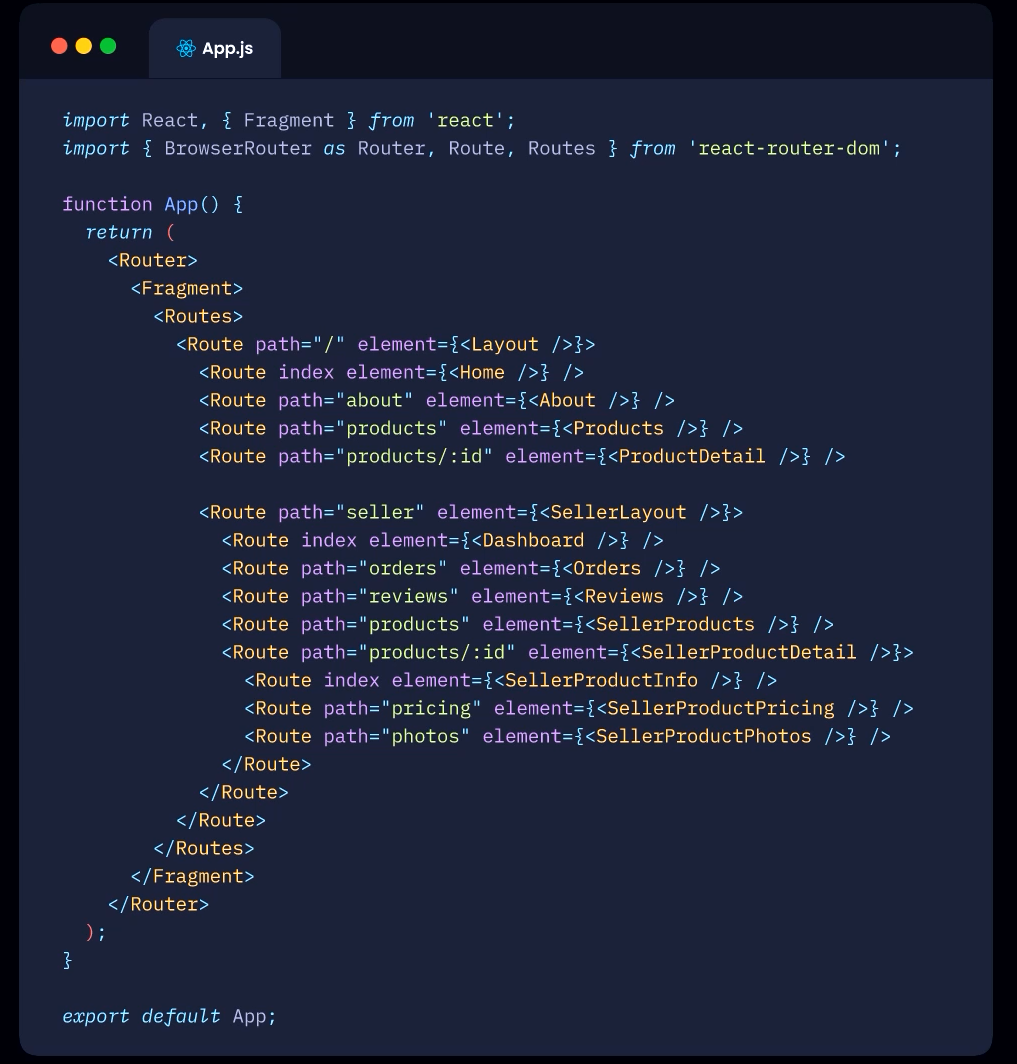 App.js
import React, { Fragment } from 'react';
import { BrowserRouter as Router, Route, Routes } from 'react-router-dom';
function App() {
return (
<Router>
<Fragment>
<Routes>
<Route path="/" element={<Layout />}>
<Route index element={<Home />} />
<Route path="about" element={<About />} />
<Route path="products" element={<Products />} />
<Route path="products/:id" element={<ProductDetail />} />
<Route path="seller" element={<SellerLayout />}>
<Route index element={<Dashboard />} />
<Route path="orders" element={<Orders />} />
<Route path="reviews" element={<Reviews />} />
<Route path="products" element={<SellerProducts />} />
<Route path="products/:id" element={<SellerProductDetail />}>
<Route index element={<SellerProductInfo />} />
<Route path="pricing" element={<SellerProductPricing />} />
<Route path="photos" element={<SellerProductPhotos />} />
</Route>
</Route>
</Route>
</Routes>
</Fragment>
</Router>
);
}
export default App;